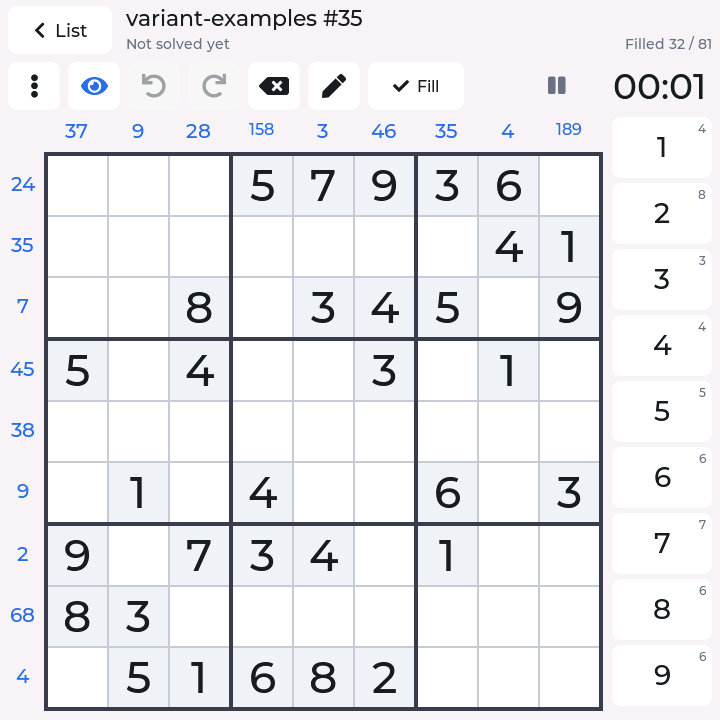 List
variant-examples #35
Not solved yet
Filled 32 / 81
Fill
00:01
37 9 28 158 3 46 35 4 189
24 5 7 9 3 6
35 4 1
7 8 3 4 5 9
45 5 4 3 1
38
9 1 4 6 3
2 9 7 3 4 1
68 8 3
4 5 1 6 8 2
1 4
2 8
3 3
4 4
5 5
6 6
7 7
8 6
9 6